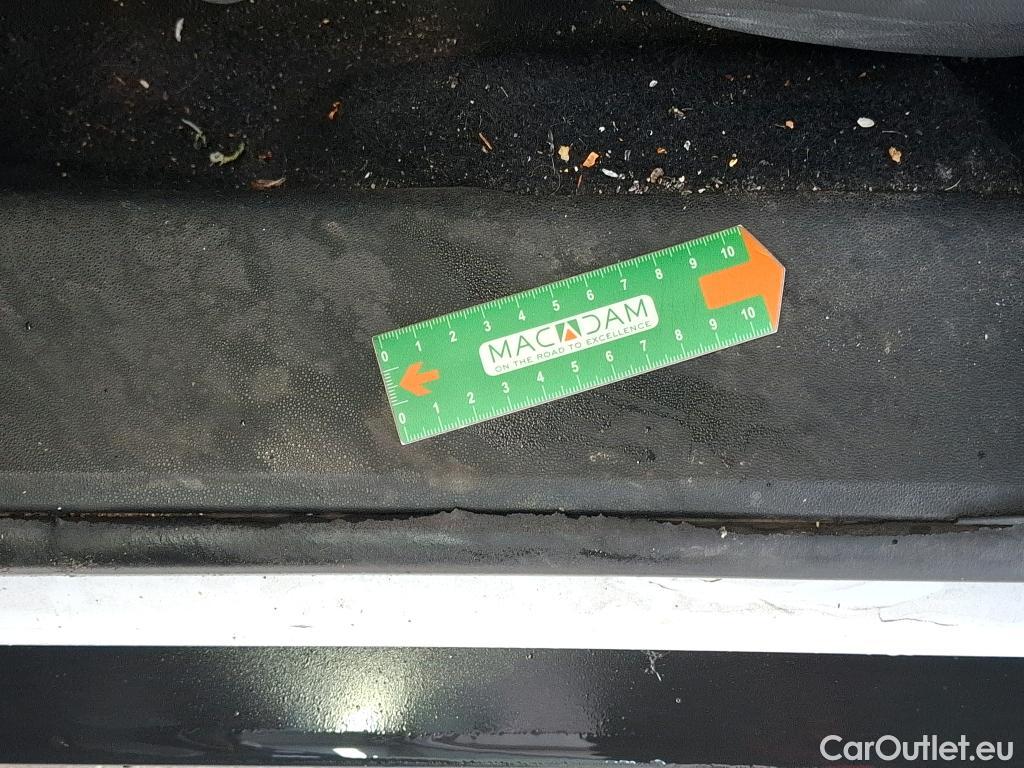 0 1 2 3 4 5 6 7 8 9 10
MACADAM
ON THE ROAD TO EXCELLENCE
0 1 2 3 4 5 6 7 8 9 10
CarOutlet.eu